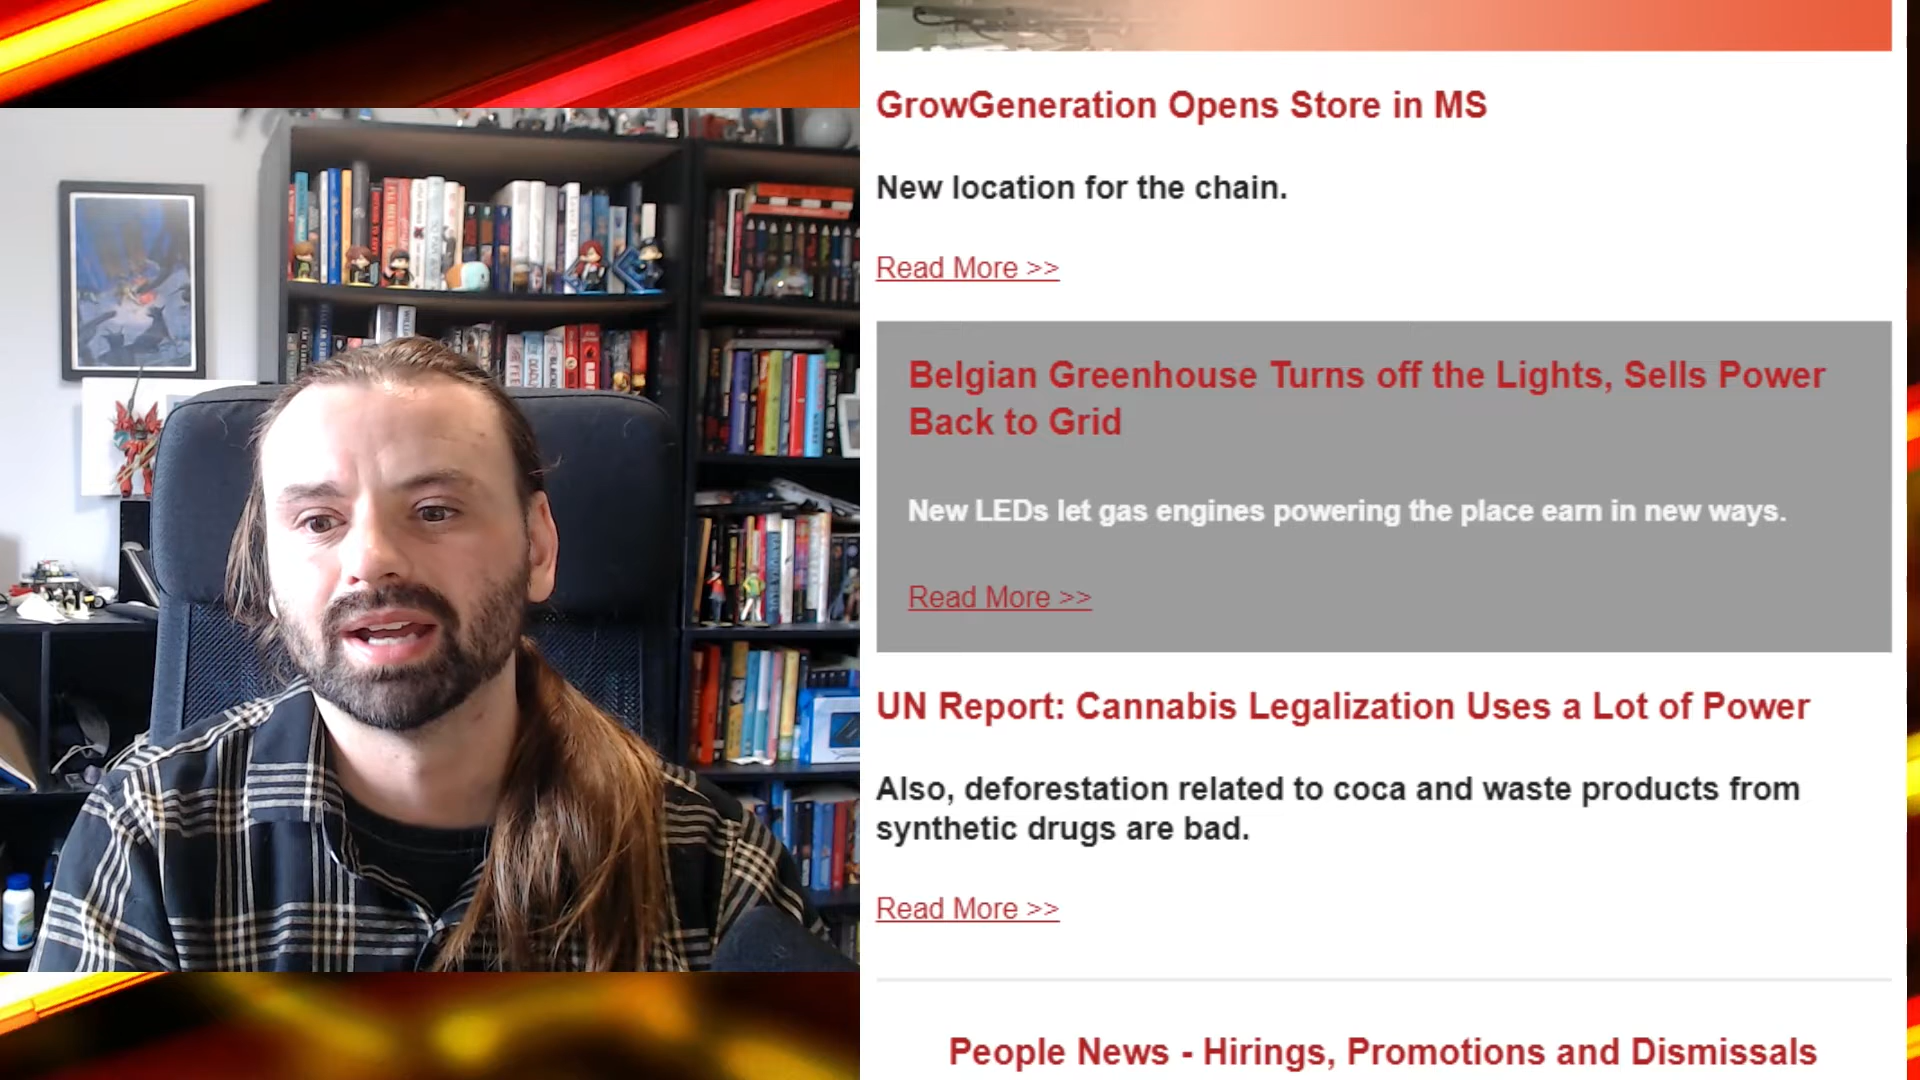 GrowGeneration Opens Store in MS
New location for the chain.
Read More >>
Belgian Greenhouse Turns off the Lights, Sells Power
Back to Grid
New LEDs let gas engines powering the place earn in new ways.
Read More >>
UN Report: Cannabis Legalization Uses a Lot of Power
Also, deforestation related to coca and waste products from
synthetic drugs are bad.
Read More >>
People News - Hirings, Promotions and Dismissals